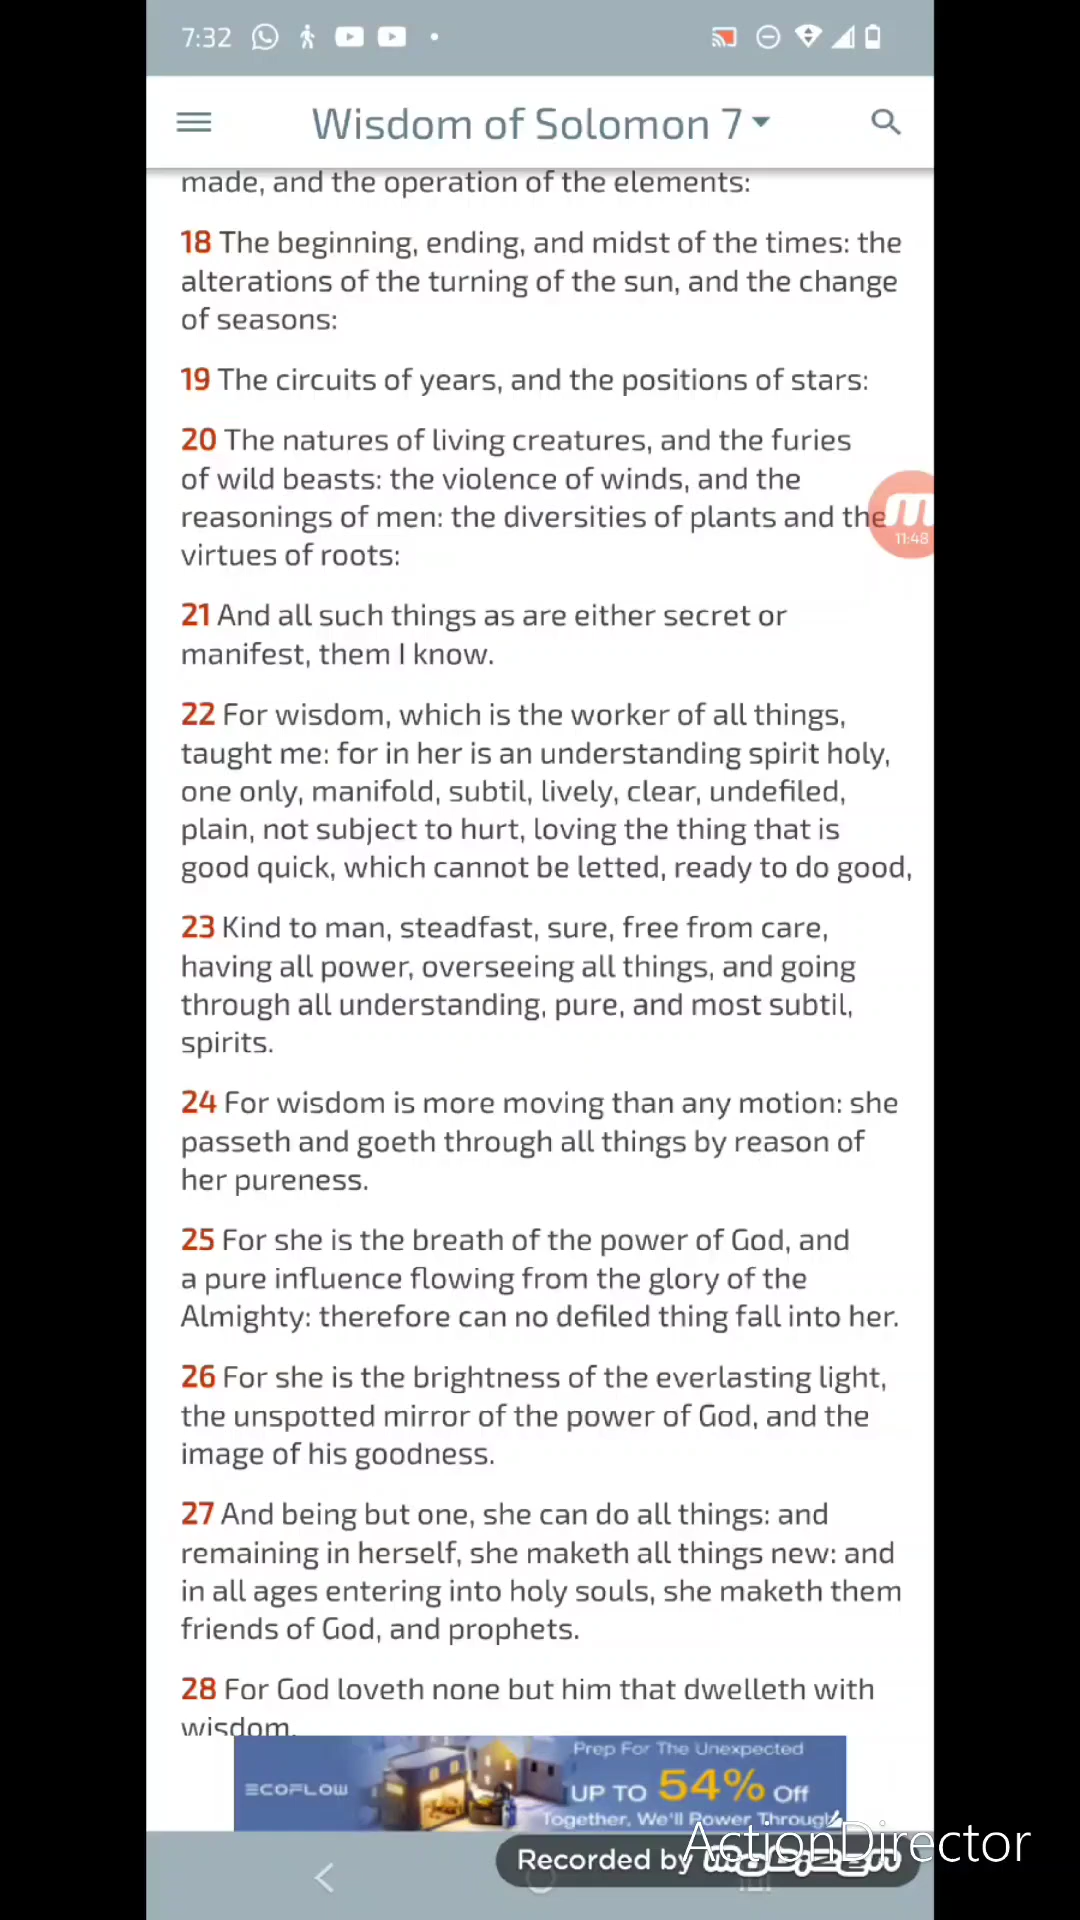 7:32
Wisdom of Solomon 7
made, and the operation of the elements:
18 The beginning, ending, and midst of the times: the
alterations of the turning of the sun, and the change
of seasons:
19 The circuits of years, and the positions of stars:
20 The natures of living creatures, and the furies
of wild beasts: the violence of winds, and the
reasonings of men: the diversities of plants and the
virtues of roots:
11:48
21 And all such things as are either secret or
manifest, them I know.
22 For wisdom, which is the worker of all things,
taught me: for in her is an understanding spirit holy,
one only, manifold, subtil, lively, clear, undefiled,
plain, not subject to hurt, loving the thing that is
good quick, which cannot be letted, ready to do good,
23 Kind to man, steadfast, sure, free from care,
having all power, overseeing all things, and going
through all understanding, pure, and most subtil,
spirits.
24 For wisdom is more moving than any motion: she
passeth and goeth through all things by reason of
her pureness.
25 For she is the breath of the power of God, and
a pure influence flowing from the glory of the
Almighty: therefore can no defiled thing fall into her.
26 For she is the brightness of the everlasting light,
the unspotted mirror of the power of God, and the
image of his goodness.
27 And being but one, she can do all things: and
remaining in herself, she maketh all things new: and
in all ages entering into holy souls, she maketh them
friends of God, and prophets.
28 For God loveth none but him that dwelleth with
wisdom.
Prep For The Unexpected
ECOFLOW
UP TO 54% Off
Together, We'll Power Through
ActionDirector
Recorded by mobizen